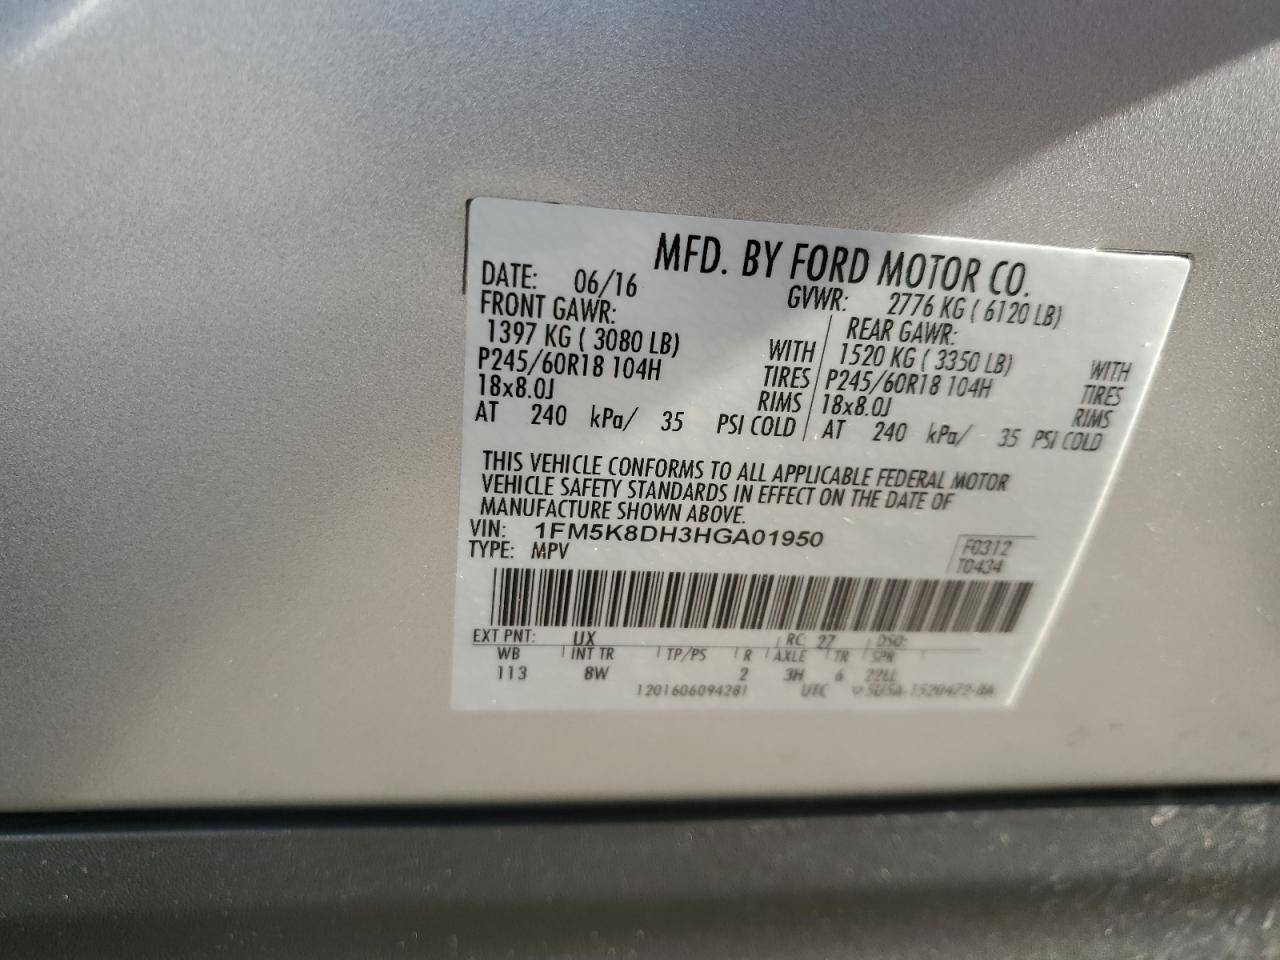 MFD. BY FORD MOTOR CO.
DATE: 06/16 GVWR: 2776 KG ( 6120 LB)
FRONT GAWR: REAR GAWR:
1397 KG ( 3080 LB) WITH 1520 KG ( 3350 LB) WITH
P245/60R18 104H TIRES P245/60R18 104H TIRES
18x8.0J RIMS 18x8.0J RIMS
AT 240 kPa/ 35 PSI COLD AT 240 kPa/ 35 PSI COLD
THIS VEHICLE CONFORMS TO ALL APPLICABLE FEDERAL MOTOR
VEHICLE SAFETY STANDARDS IN EFFECT ON THE DATE OF
MANUFACTURE SHOWN ABOVE.
VIN: 1FM5K8DH3HGA01950
TYPE: MPV
F0312
T0434
EXT PNT: UX RC: 27 DSO:
WB INT TR TP/PS R AXLE TR SPR
113 8W 2 3H 6 22LL
1201606094281 UTC